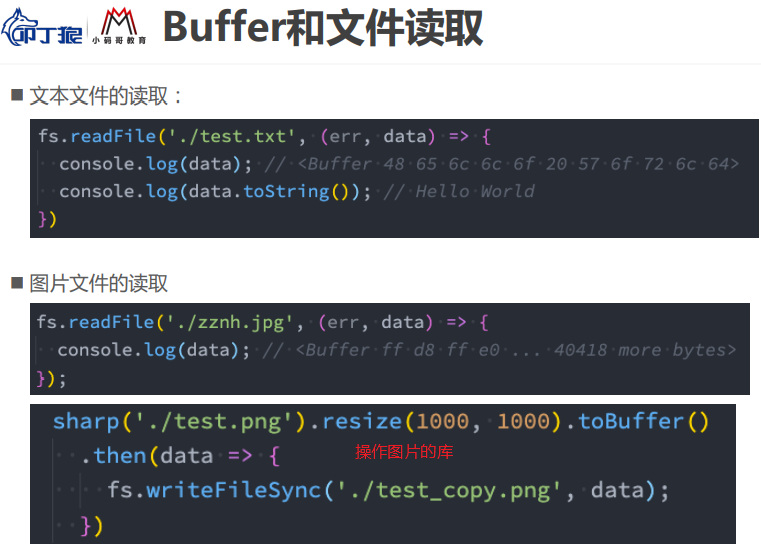 叩丁狼
小码哥教育
Buffer和文件读取
文本文件的读取：
fs.readFile('./test.txt', (err, data) => {
console.log(data); // <Buffer 48 65 6c 6c 6f 20 57 6f 72 6c 64>
console.log(data.toString()); // Hello World
})
图片文件的读取
fs.readFile('./zznh.jpg', (err, data) => {
console.log(data); // <Buffer ff d8 ff e0 ... 40418 more bytes>
});
sharp('./test.png').resize(1000, 1000).toBuffer()
.then(data => {
操作图片的库
fs.writeFileSync('./test_copy.png', data);
})